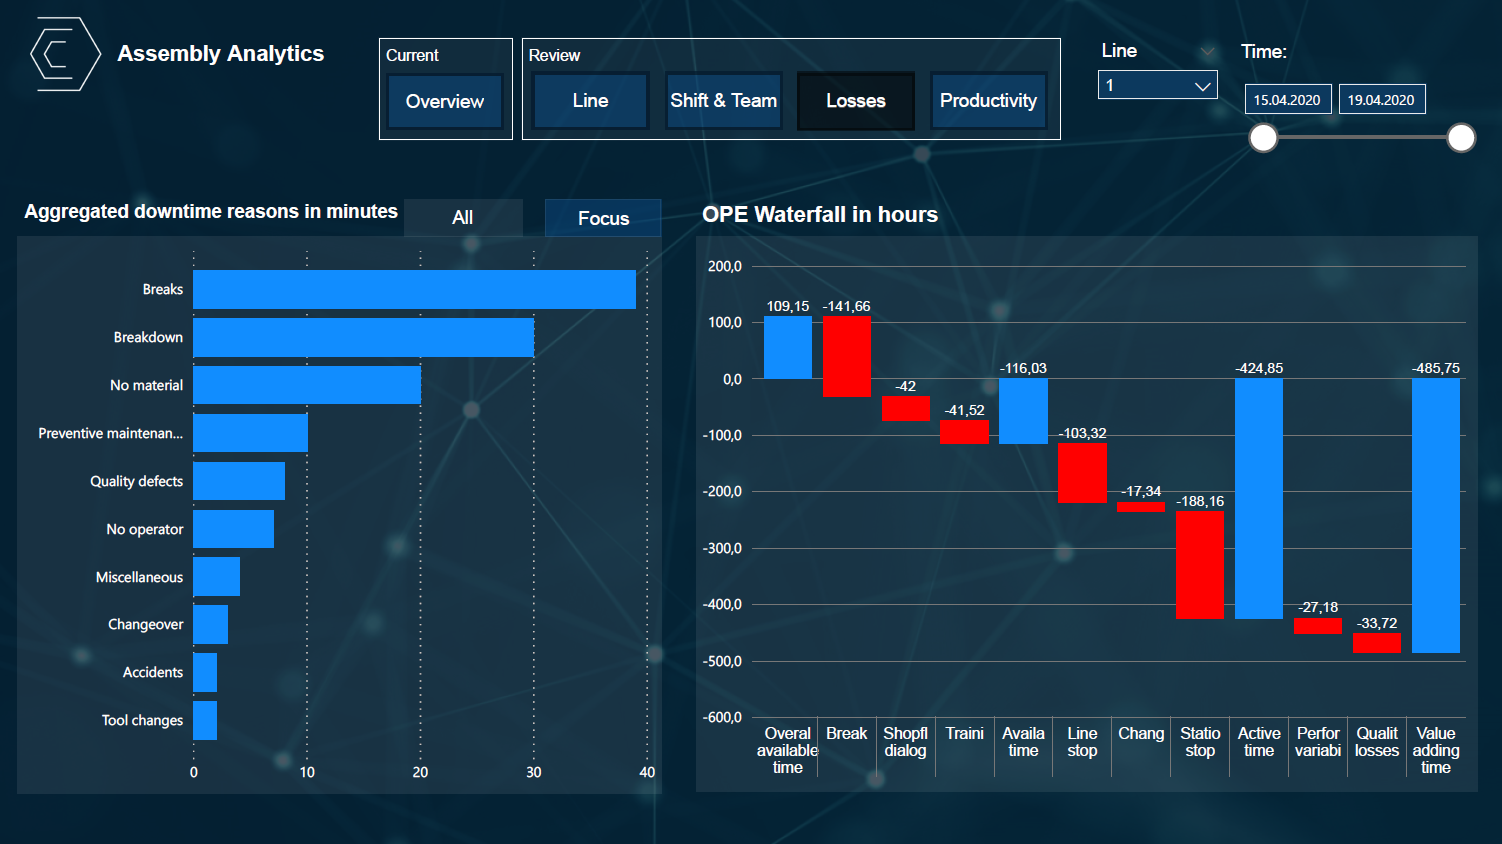 Assembly Analytics
Current
Overview
Review
Line
Shift & Team
Losses
Productivity
Line
1
Time:
15.04.2020
19.04.2020
Aggregated downtime reasons in minutes
All
Focus
Breaks
Breakdown
No material
Preventive maintenan...
Quality defects
No operator
Miscellaneous
Changeover
Accidents
Tool changes
0
10
20
30
40
OPE Waterfall in hours
200,0
100,0
0,0
-100,0
-200,0
-300,0
-400,0
-500,0
-600,0
109,15
-141,66
-42
-41,52
-116,03
-103,32
-17,34
-188,16
-424,85
-27,18
-33,72
-485,75
Overal
available
time
Break
Shopfl
dialog
Traini
Availa
time
Line
stop
Chang
Statio
stop
Active
time
Perfor
variabi
Qualit
losses
Value
adding
time